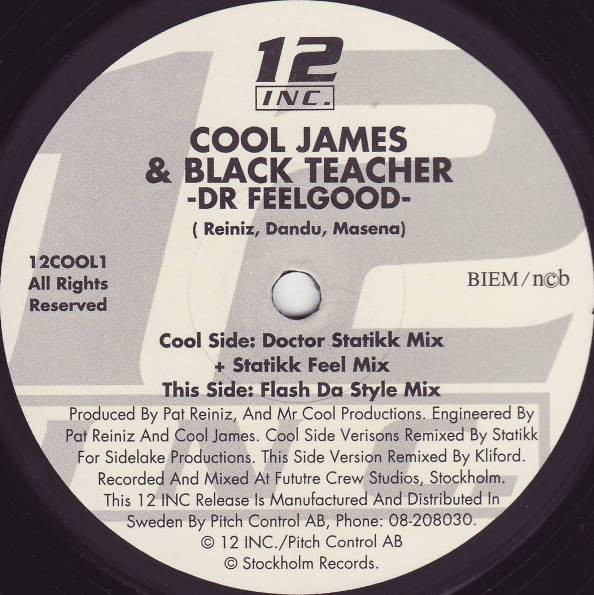 12
INC.
COOL JAMES
& BLACK TEACHER
-DR FEELGOOD-
( Reiniz, Dandu, Masena)
12COOL1
All Rights
Reserved
BIEM/n©b
Cool Side: Doctor Statikk Mix
+ Statikk Feel Mix
This Side: Flash Da Style Mix
Produced By Pat Reiniz, And Mr Cool Productions. Engineered By
Pat Reiniz And Cool James. Cool Side Verisons Remixed By Statikk
For Sidelake Productions. This Side Version Remixed By Kliford.
Recorded And Mixed At Fututre Crew Studios, Stockholm.
This 12 INC Release Is Manufactured And Distributed In
Sweden By Pitch Control AB, Phone: 08-208030.
© 12 INC./Pitch Control AB
© Stockholm Records.
12
INC.